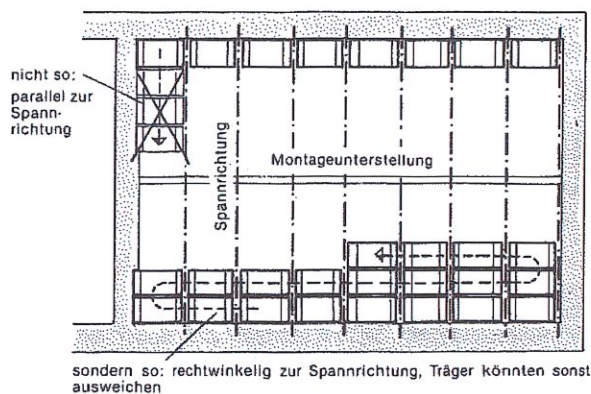 nicht so:
parallel zur
Spann-
richtung
Spannrichtung
Montageunterstellung
sondern so: rechtwinkelig zur Spannrichtung, Träger könnten sonst
ausweichen